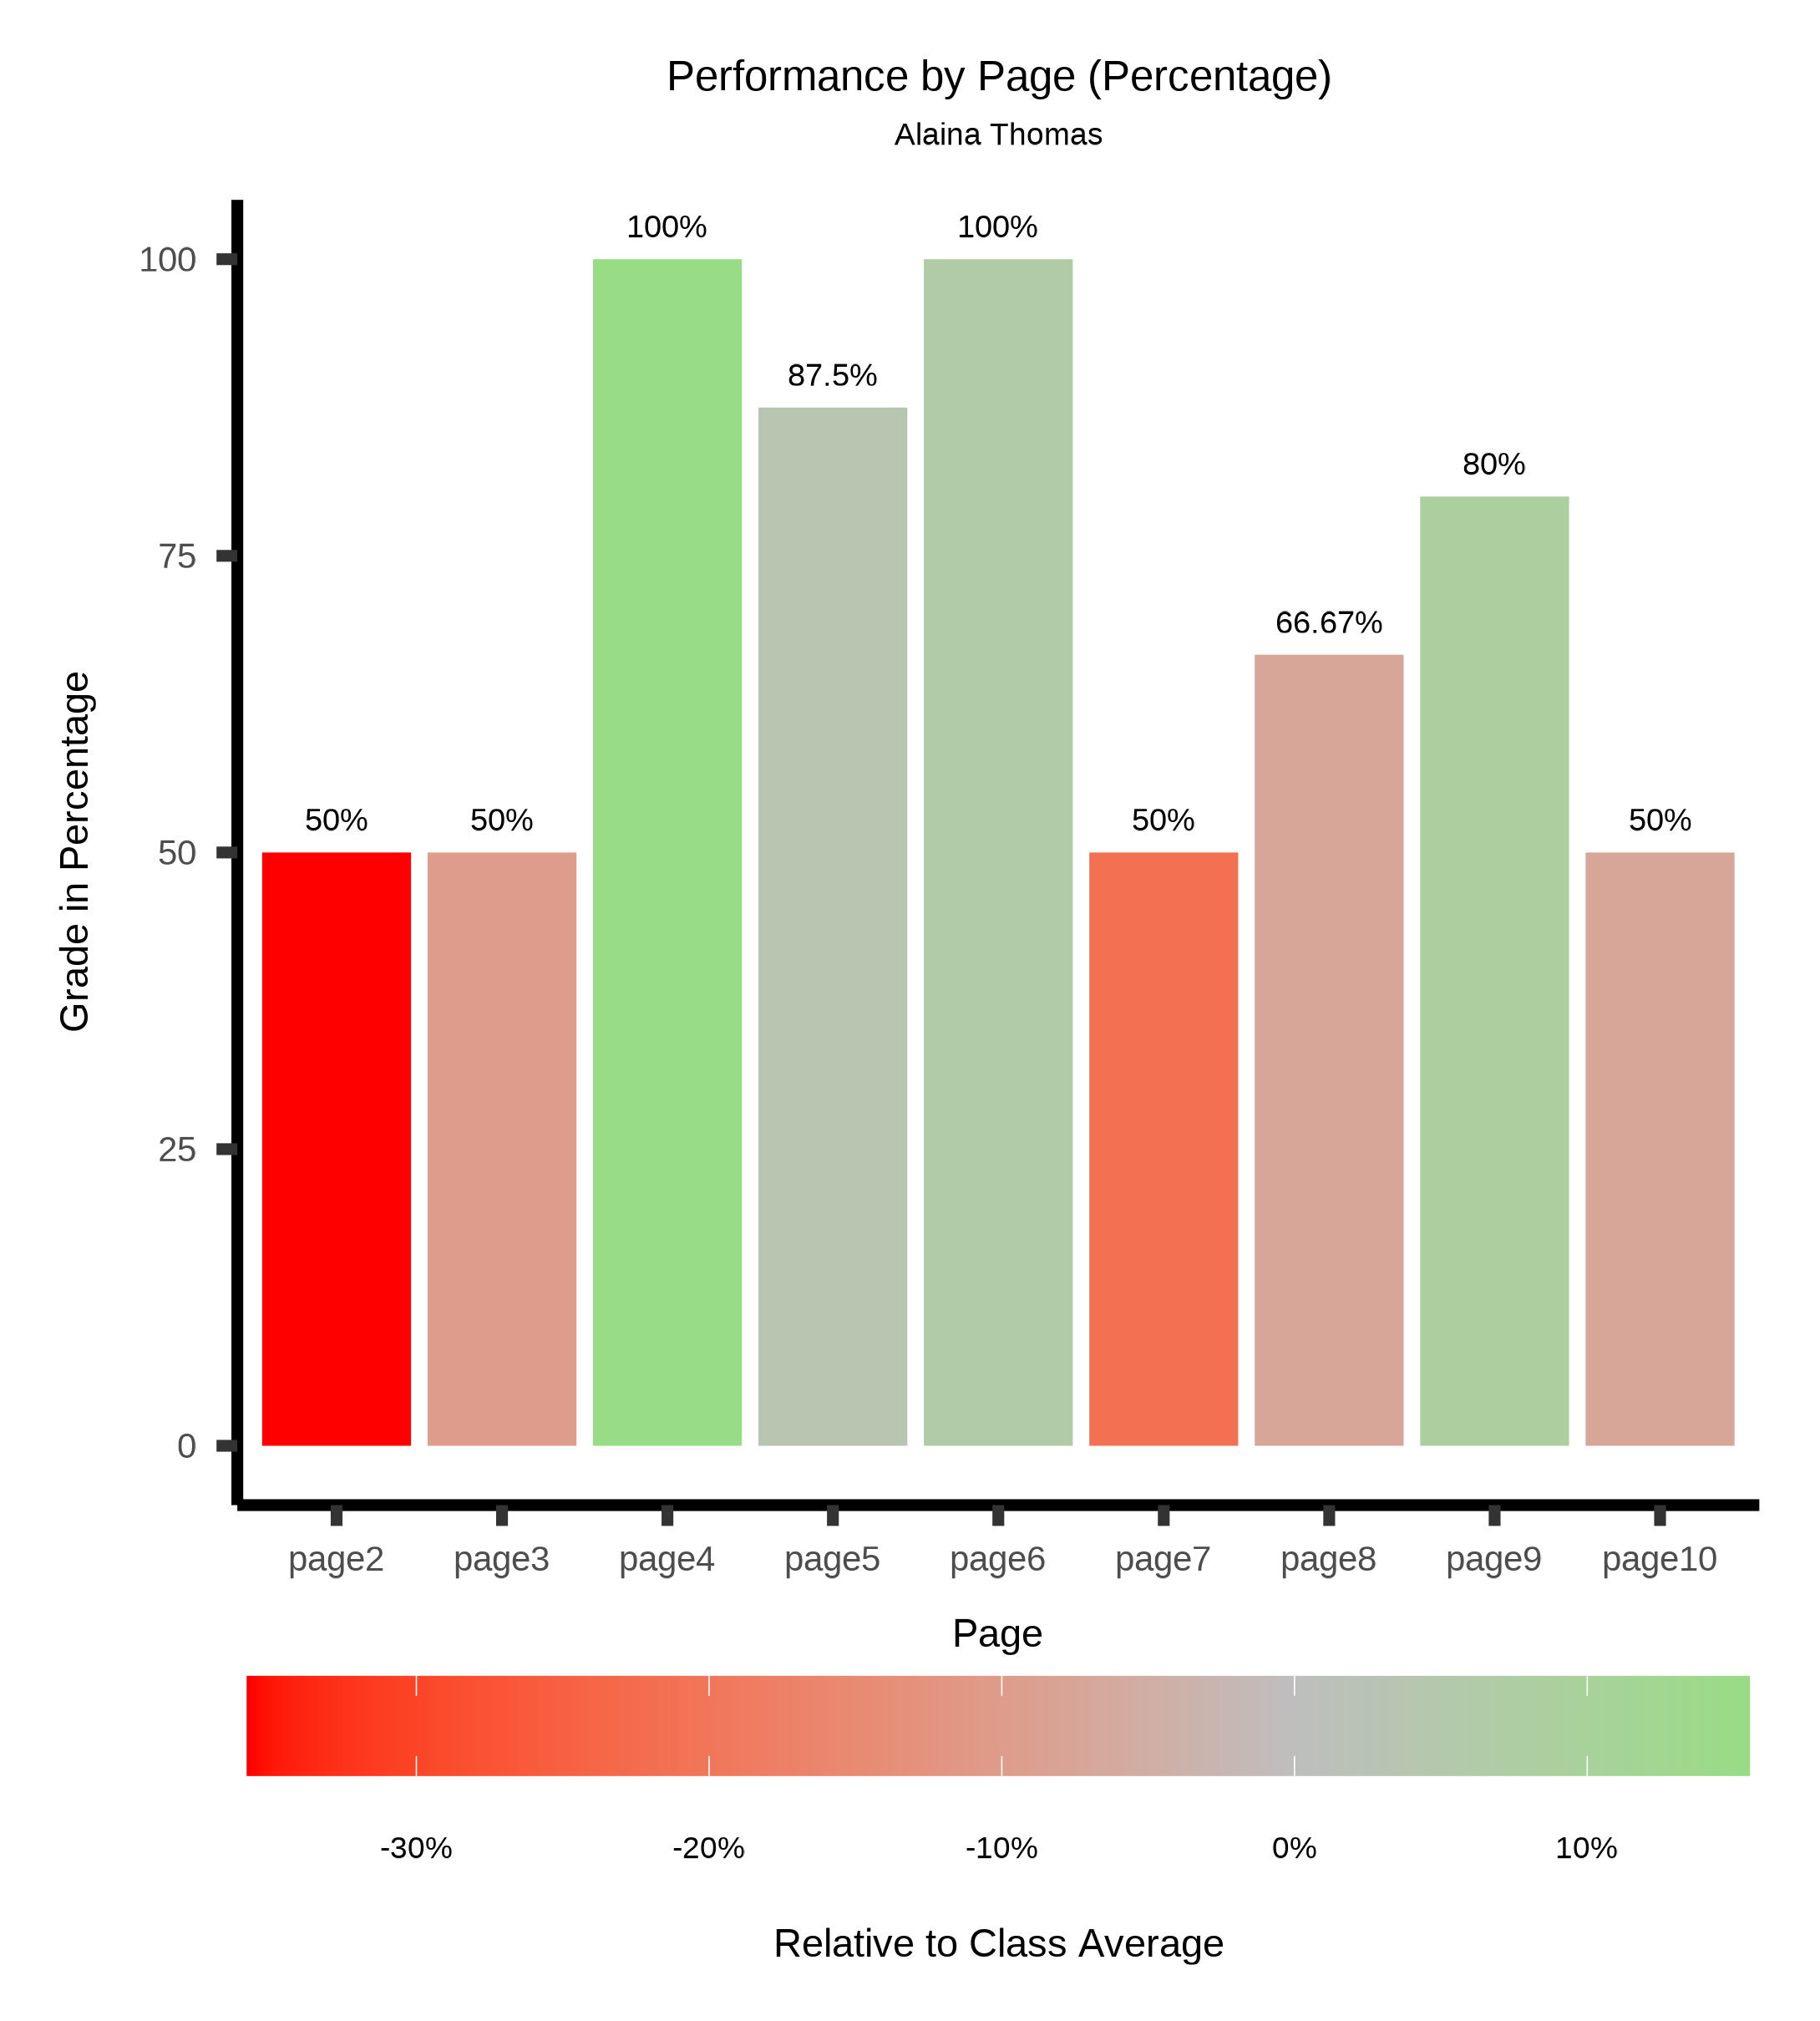 Performance by Page (Percentage)
Alaina Thomas
Grade in Percentage
100
75
50
25
0
50%
50%
100%
87.5%
100%
50%
66.67%
80%
50%
page2 page3 page4 page5 page6 page7 page8 page9 page10
Page
-30% -20% -10% 0% 10%
Relative to Class Average